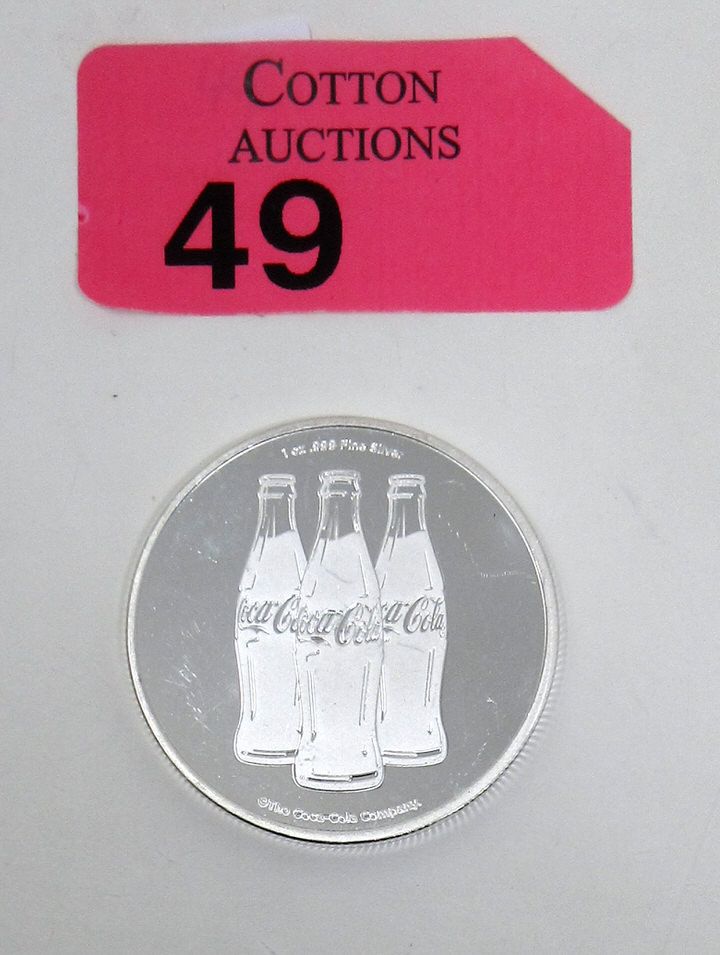 COTTON
AUCTIONS
49
1 oz .999 Fine Silver
Coca-Cola Coca-Cola Coca-Cola
©The Coca-Cola Company.